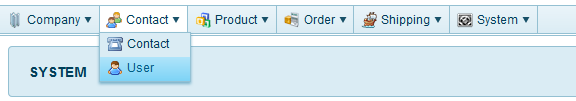 Company Contact Product Order Shipping System
Contact
User
SYSTEM